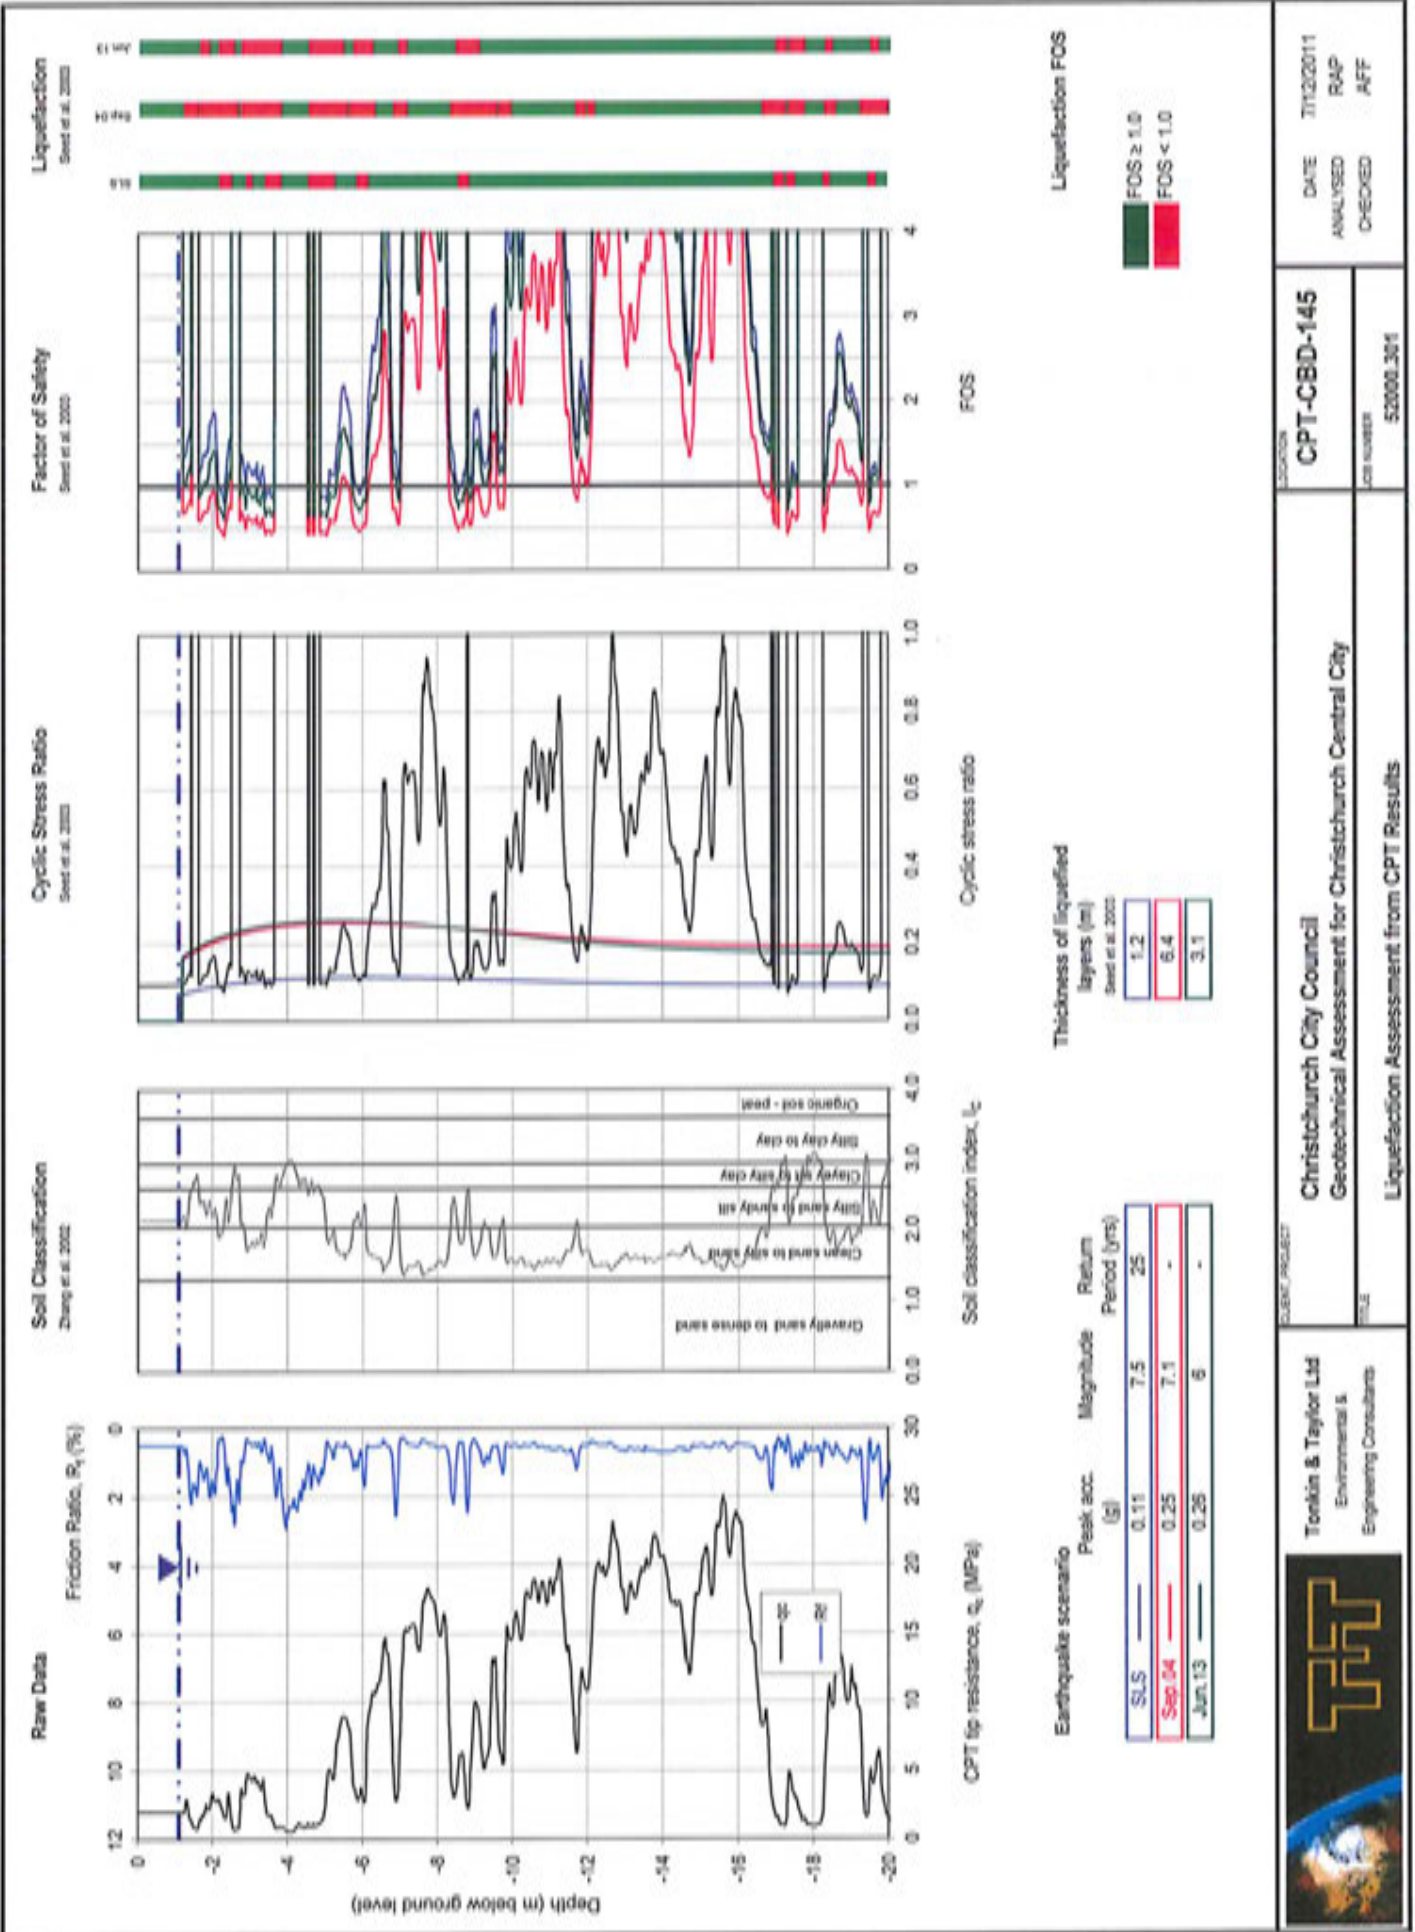 Raw Data
Friction Ratio, Rf (%)
12 10 8 6 4 2 0
0
-2
-4
-6
-8
-10
-12
-14
-16
-18
-20
Depth (m below ground level)
Rf
0 5 10 15 20 25 30
CPT tip resistance, qc (MPa)
Soil Classification
Zhang et al. 2002
Gravelly sand to dense sand
Clean sand to silty sand
Silty sand to sandy silt
Clayey silt to silty clay
Silty clay to clay
Organic soil - peat
0.0 1.0 2.0 3.0 4.0
Soil classification index, Ic
Cyclic Stress Ratio
Seed et al. 2003
0.0 0.2 0.4 0.6 0.8 1.0
Cyclic stress ratio
Factor of Safety
Seed et al. 2003
0 1 2 3 4
FOS
Liquefaction
Seed et al. 2003
SLS Sep.04 Jun.13
Earthquake scenario
Peak acc. (g) Magnitude Return Period (yrs)
SLS 0.11 7.5 25
Sep.04 0.25 7.1 -
Jun.13 0.26 6 -
Thickness of liquefied
layers (m)
Seed et al. 2003
1.2
6.4
3.1
Liquefaction FOS
FOS ≥ 1.0
FOS < 1.0
T+T
Tonkin & Taylor Ltd
Environmental &
Engineering Consultants
CLIENT, PROJECT
Christchurch City Council
Geotechnical Assessment for Christchurch Central City
TITLE
Liquefaction Assessment from CPT Results
LOCATION
CPT-CBD-145
JOB NUMBER
52000.301
DATE 7/12/2011
ANALYSED RAP
CHECKED AFF